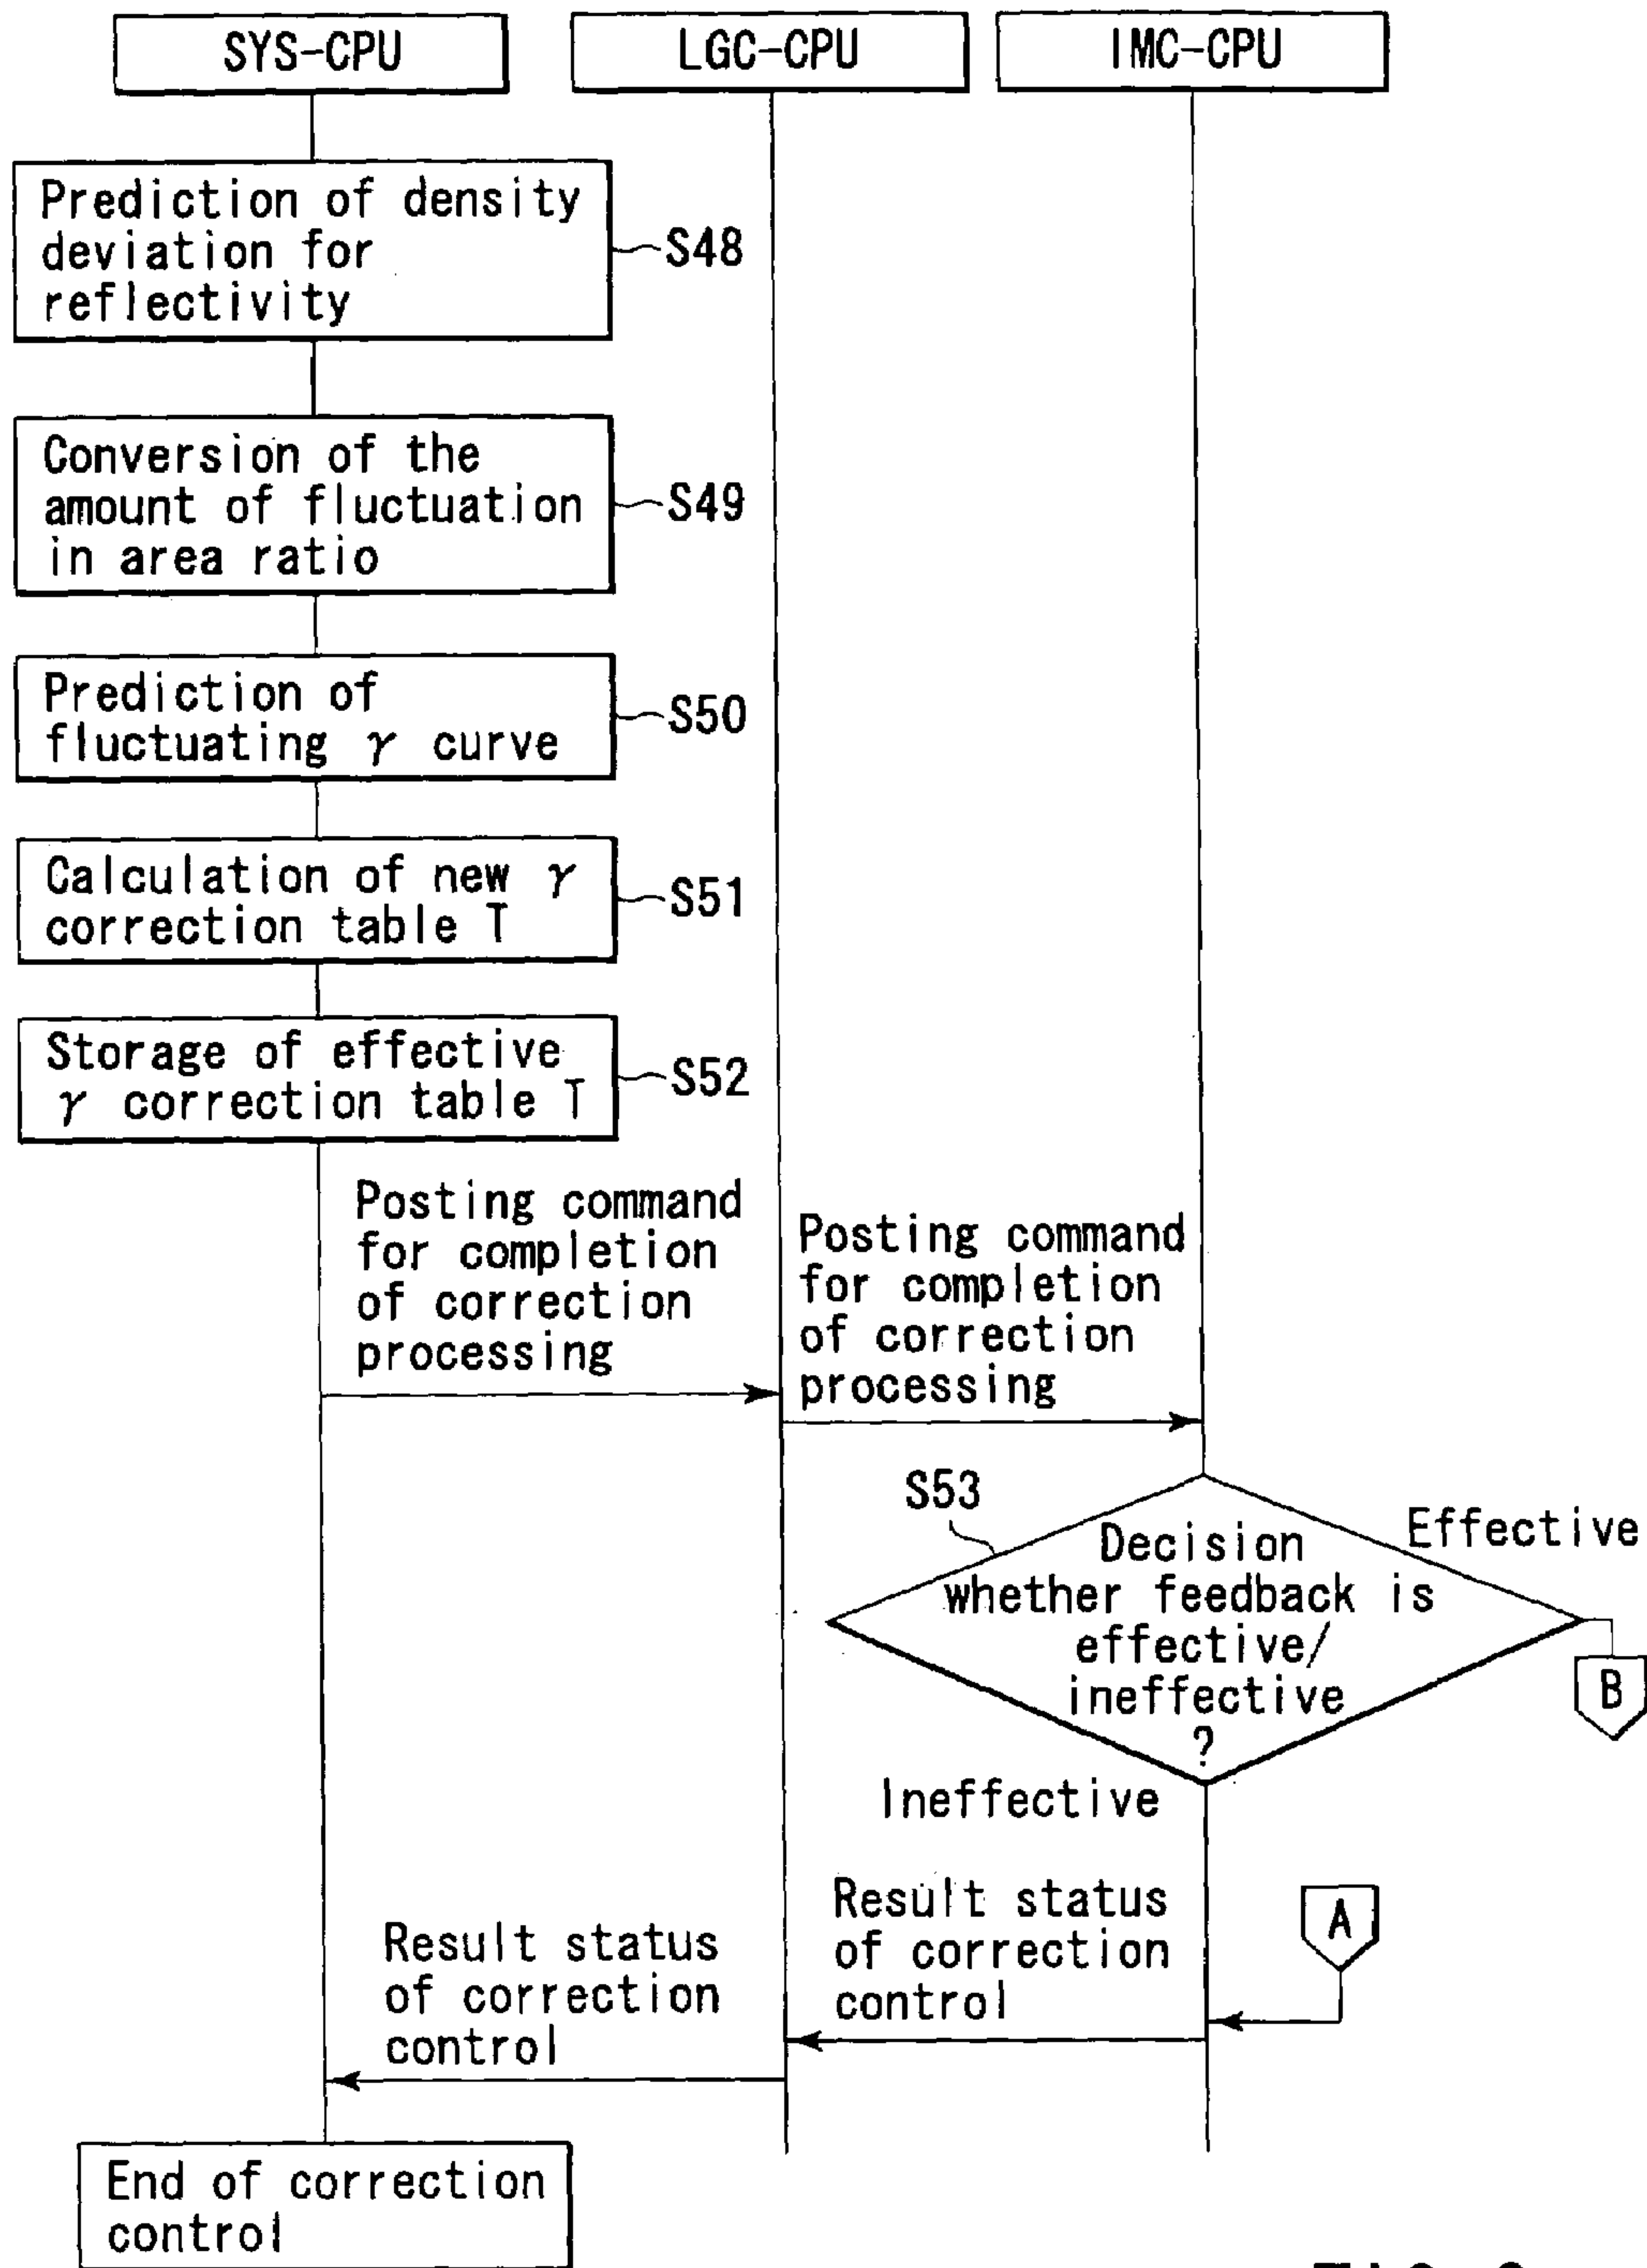 SYS-CPU
LGC-CPU
IMC-CPU
Prediction of density
deviation for
reflectivity
S48
Conversion of the
amount of fluctuation
in area ratio
S49
Prediction of
fluctuating γ curve
S50
Calculation of new γ
correction table T
S51
Storage of effective
γ correction table T
S52
Posting command
for completion
of correction
processing
Posting command
for completion
of correction
processing
S53
Decision
whether feedback is
effective/
ineffective
?
Effective
B
Ineffective
A
Result status
of correction
control
Result status
of correction
control
End of correction
control